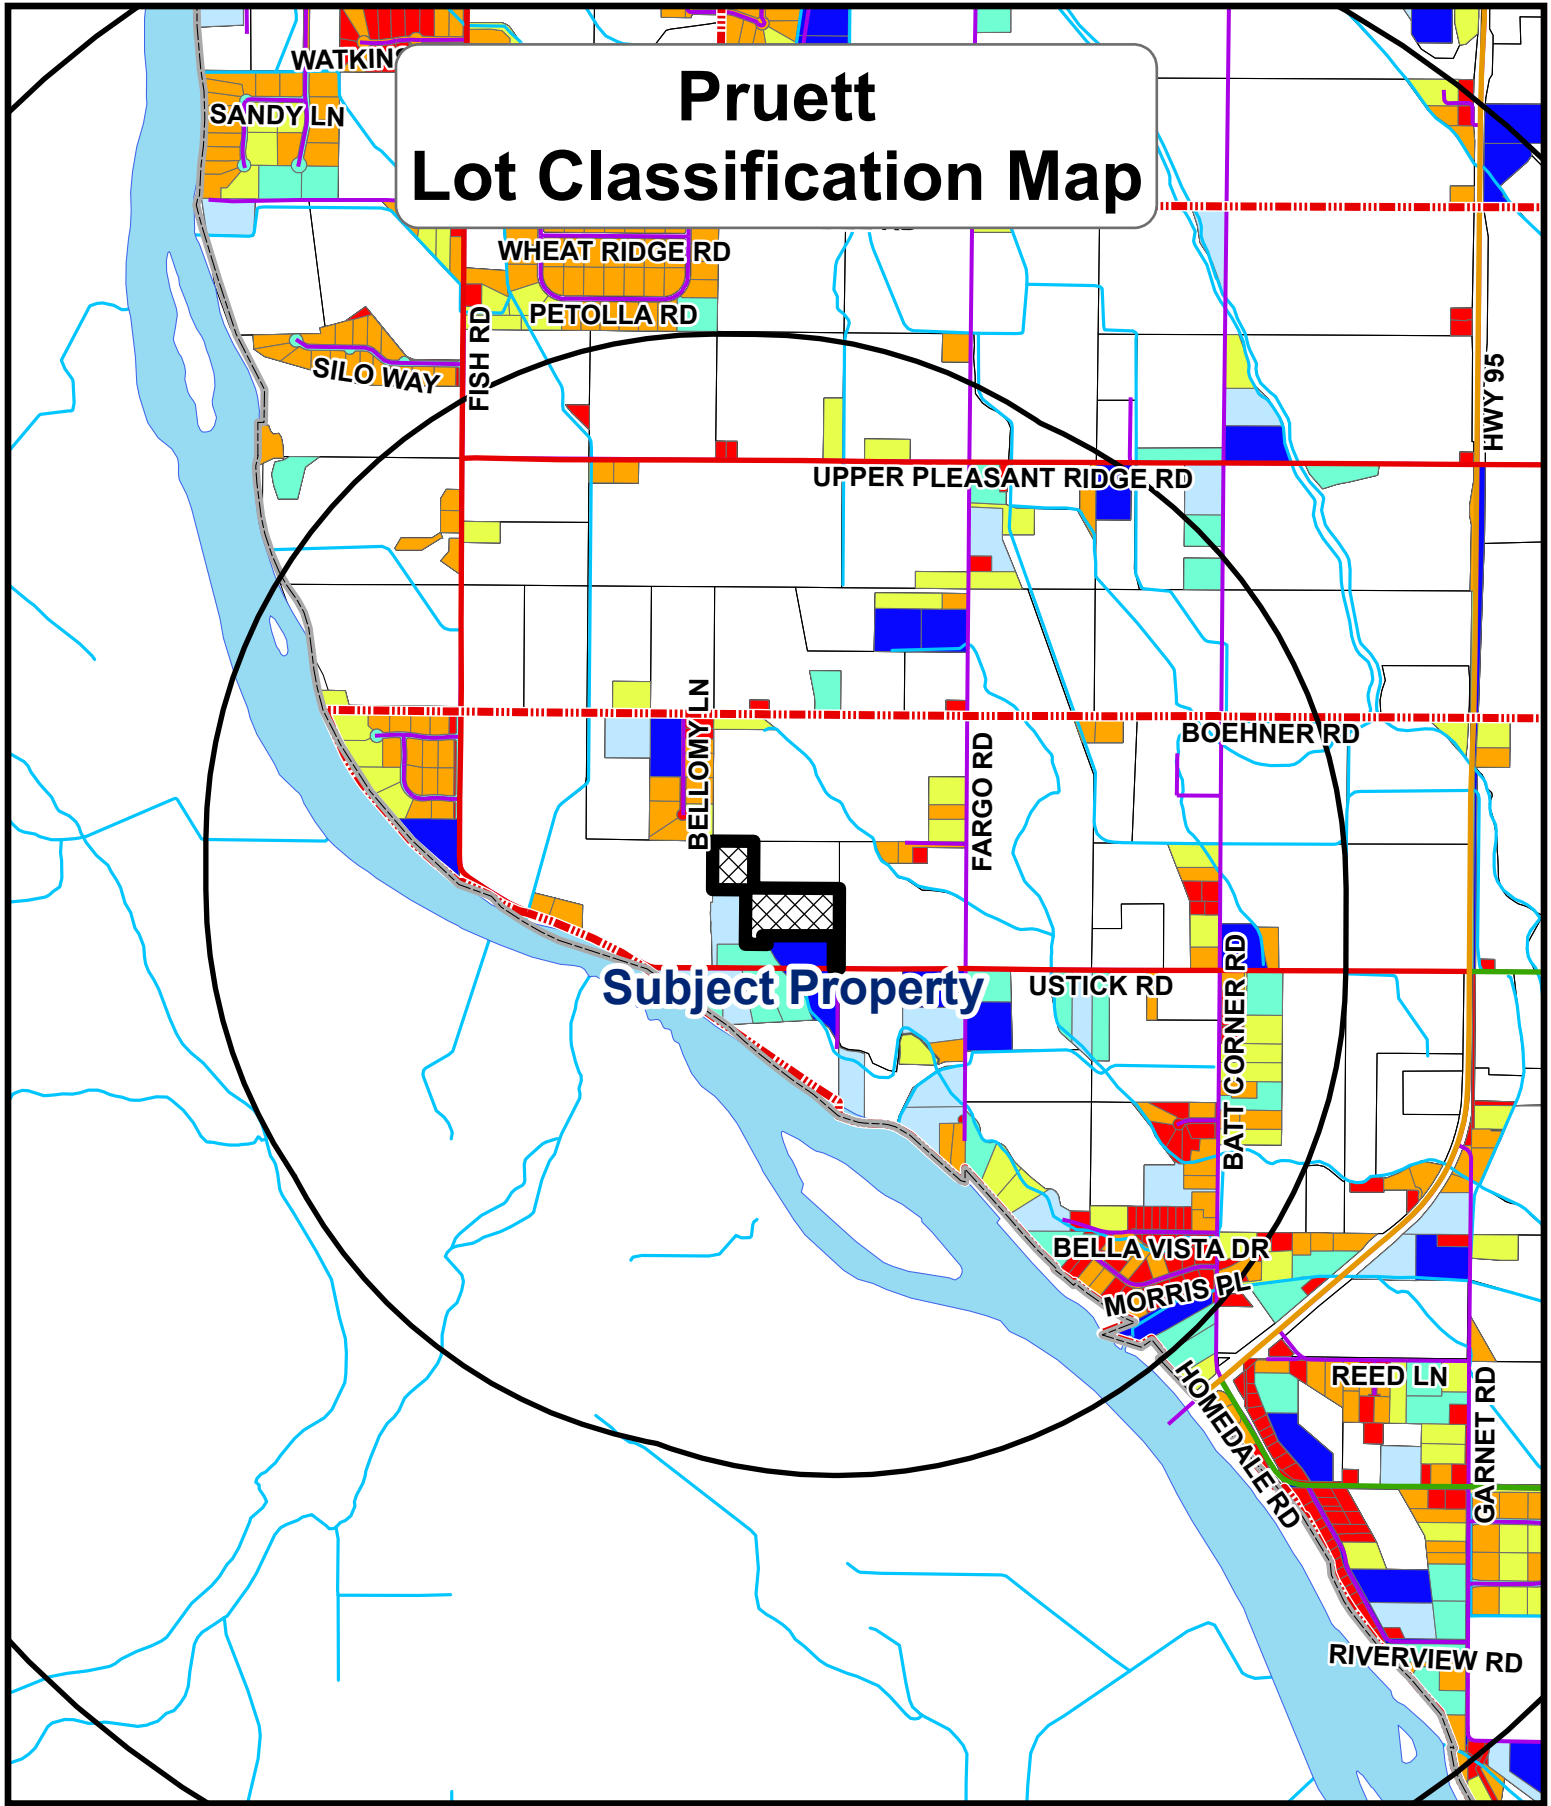 Pruett
Lot Classification Map
SANDY LN
WHEAT RIDGE RD
PETOLLA RD
FISH RD
SILO WAY
HWY 95
UPPER PLEASANT RIDGE RD
BELLOMY LN
BOEHNER RD
FARGO RD
Subject Property
USTICK RD
BATT CORNER RD
BELLA VISTA DR
MORRIS PL
HOMEDALE RD
REED LN
GARNET RD
RIVERVIEW RD